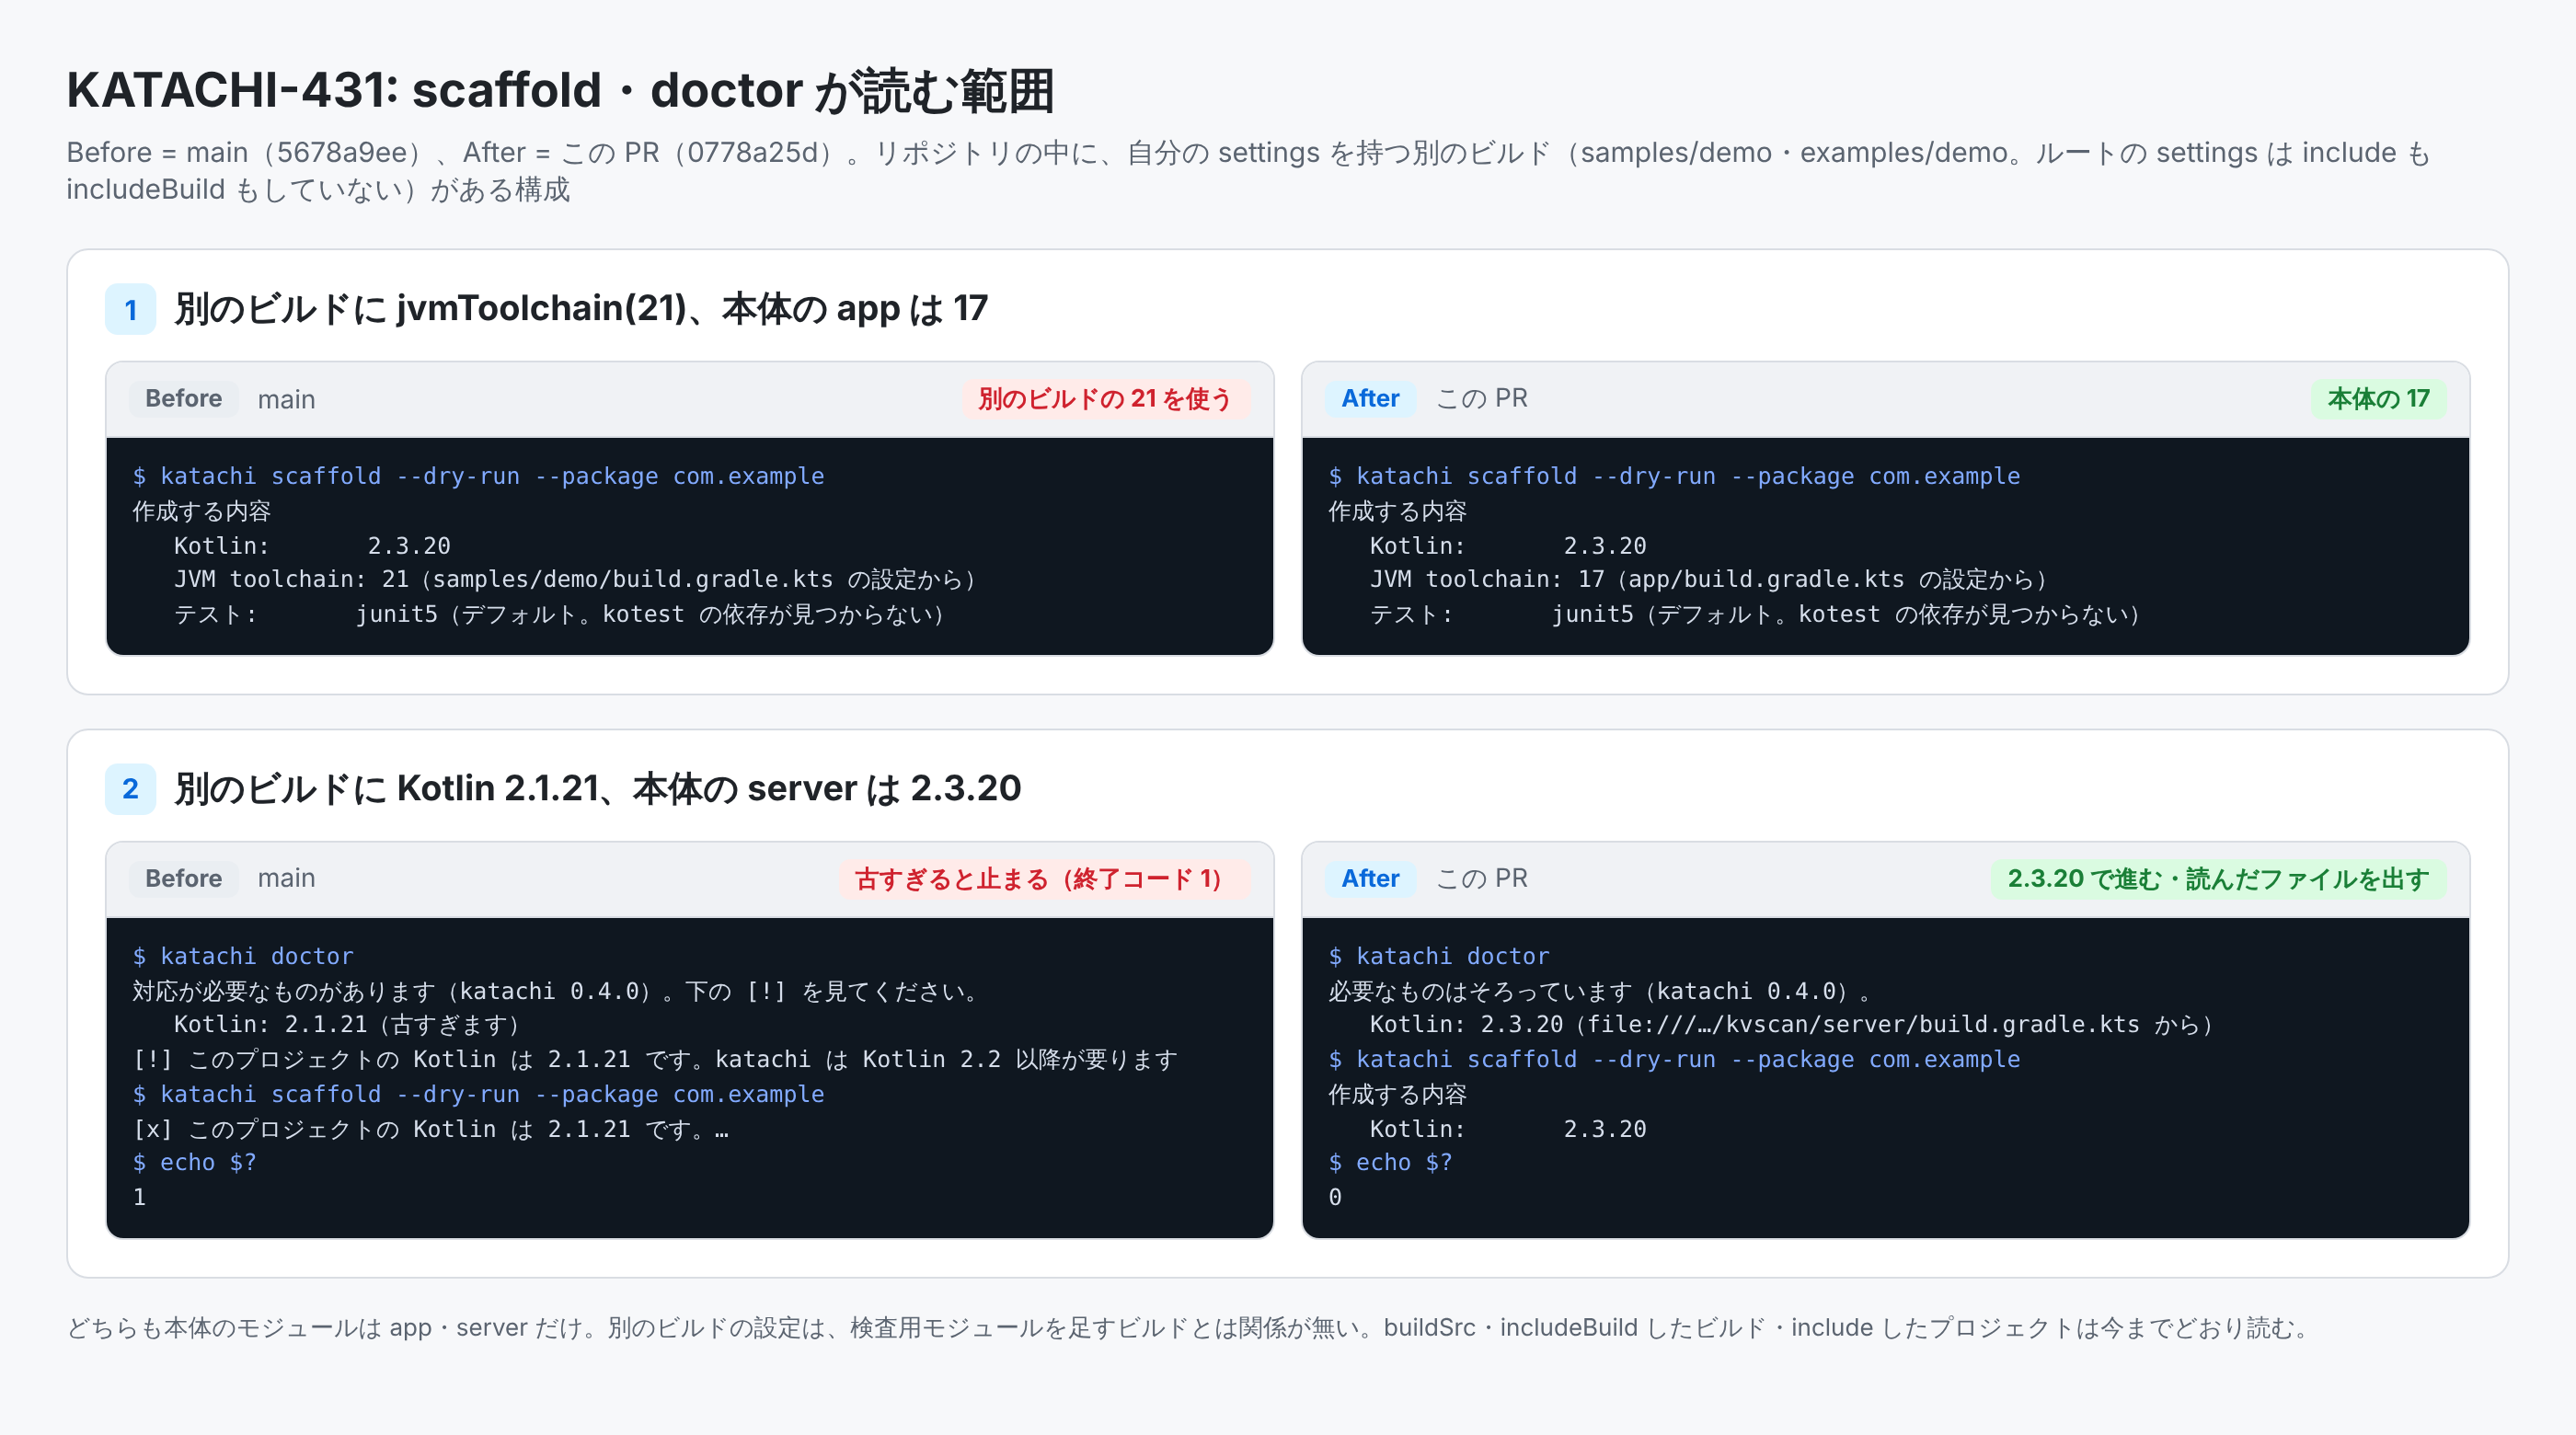 KATACHI-431: scaffold・doctor が読む範囲
Before = main（5678a9ee）、After = この PR（0778a25d）。リポジトリの中に、自分の settings を持つ別のビルド（samples/demo・examples/demo。ルートの settings は include も
includeBuild もしていない）がある構成
1 別のビルドに jvmToolchain(21)、本体の app は 17
Before main 別のビルドの 21 を使う
$ katachi scaffold --dry-run --package com.example
作成する内容
Kotlin: 2.3.20
JVM toolchain: 21（samples/demo/build.gradle.kts の設定から）
テスト: junit5（デフォルト。kotest の依存が見つからない）
After この PR 本体の 17
$ katachi scaffold --dry-run --package com.example
作成する内容
Kotlin: 2.3.20
JVM toolchain: 17（app/build.gradle.kts の設定から）
テスト: junit5（デフォルト。kotest の依存が見つからない）
2 別のビルドに Kotlin 2.1.21、本体の server は 2.3.20
Before main 古すぎると止まる（終了コード 1）
$ katachi doctor
対応が必要なものがあります（katachi 0.4.0）。下の [!] を見てください。
Kotlin: 2.1.21（古すぎます）
[!] このプロジェクトの Kotlin は 2.1.21 です。katachi は Kotlin 2.2 以降が要ります
$ katachi scaffold --dry-run --package com.example
[x] このプロジェクトの Kotlin は 2.1.21 です。…
$ echo $?
1
After この PR 2.3.20 で進む・読んだファイルを出す
$ katachi doctor
必要なものはそろっています（katachi 0.4.0）。
Kotlin: 2.3.20（file:///…/kvscan/server/build.gradle.kts から）
$ katachi scaffold --dry-run --package com.example
作成する内容
Kotlin: 2.3.20
$ echo $?
0
どちらも本体のモジュールは app・server だけ。別のビルドの設定は、検査用モジュールを足すビルドとは関係が無い。buildSrc・includeBuild したビルド・include したプロジェクトは今までどおり読む。